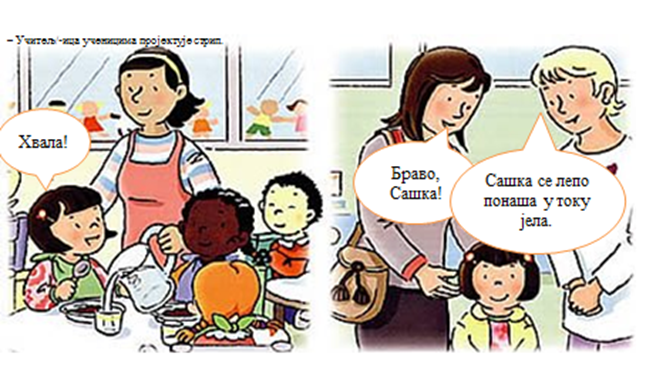 – Учитељ/-ица ученицима пројектује стрип.
Хвала!
Браво,
Сашка!
Сашка се лепо
понаша у току
јела.